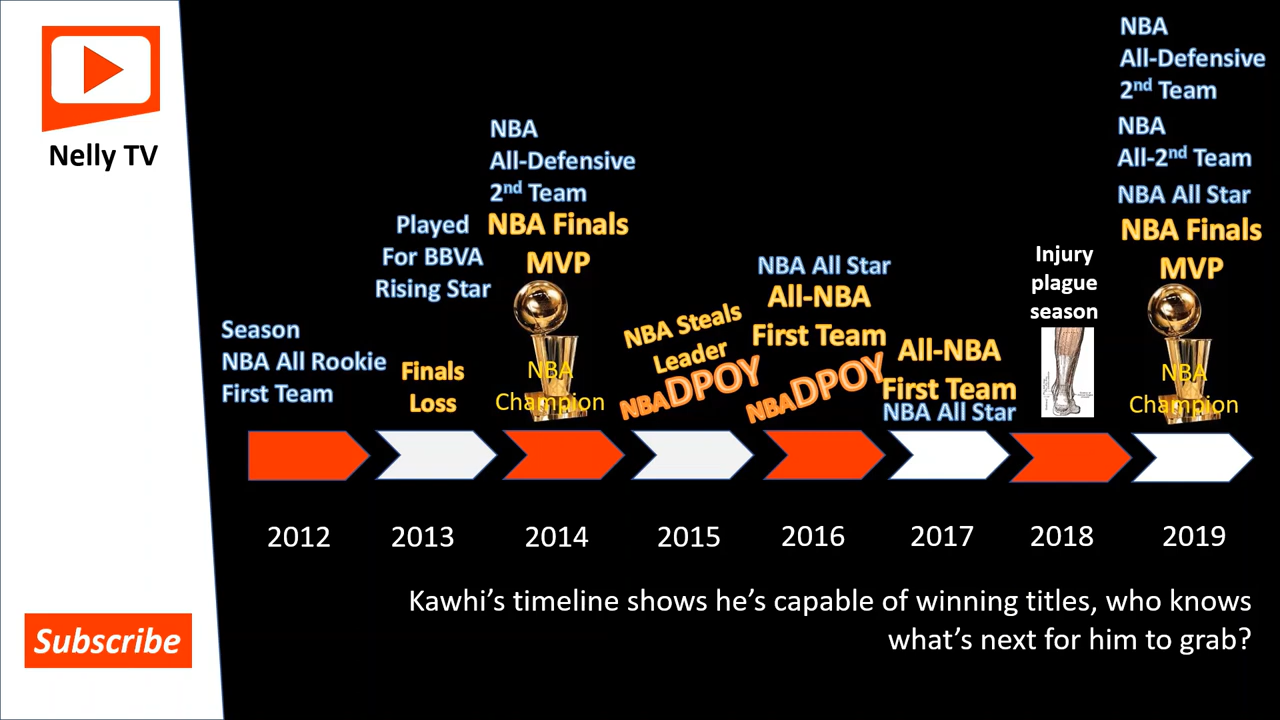 Nelly TV
Season
NBA All Rookie
First Team
Played
For BBVA
Rising Star
Finals
Loss
NBA
All-Defensive
2nd Team
NBA Finals
MVP
NBA
Champion
NBA Steals
Leader
NBA DPOY
NBA All Star
All-NBA
First Team
NBA DPOY
All-NBA
First Team
NBA All Star
Injury
plague
season
NBA
All-Defensive
2nd Team
NBA
All-2nd Team
NBA All Star
NBA Finals
MVP
NBA
Champion
2012 2013 2014 2015 2016 2017 2018 2019
Kawhi’s timeline shows he’s capable of winning titles, who knows
what’s next for him to grab?
Subscribe